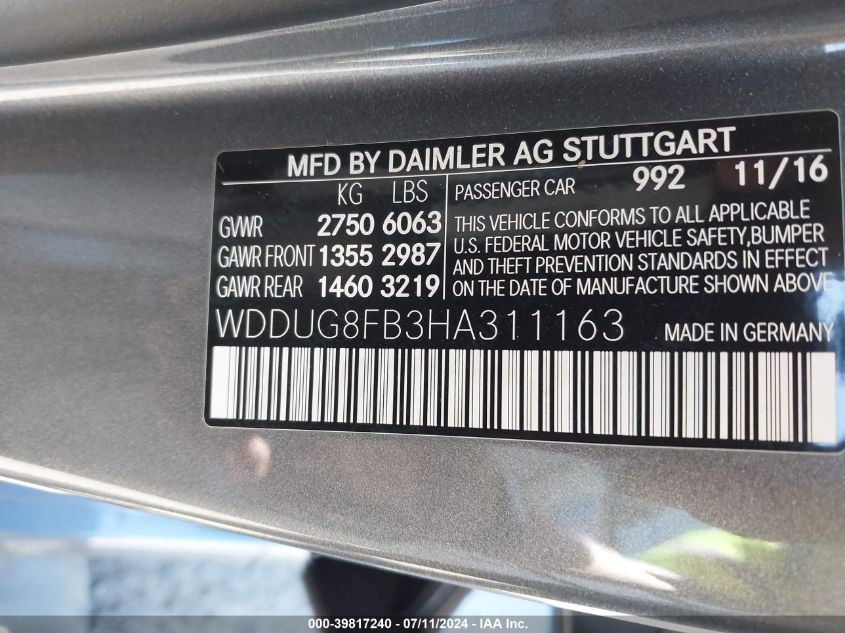 MFD BY DAIMLER AG STUTTGART
KG LBS
GVWR 2750 6063
GAWR FRONT 1355 2987
GAWR REAR 1460 3219
PASSENGER CAR 992 11/16
THIS VEHICLE CONFORMS TO ALL APPLICABLE
U.S. FEDERAL MOTOR VEHICLE SAFETY,BUMPER
AND THEFT PREVENTION STANDARDS IN EFFECT
ON THE DATE OF MANUFACTURE SHOWN ABOVE
WDDUG8FB3HA311163 MADE IN GERMANY
000-39817240 - 07/11/2024 - IAA Inc.